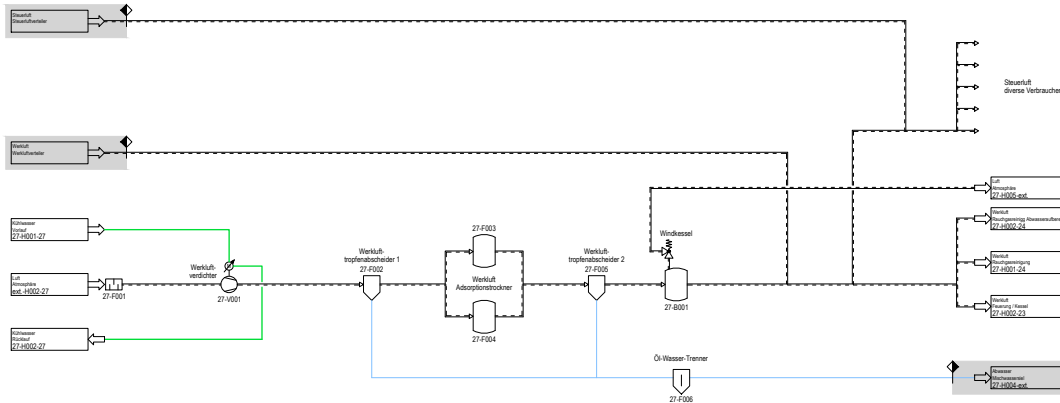 Steuerluft
Steuerluftverteiler
Steuerluft
diverse Verbraucher
Werkluft
Werkluftverteiler
Luft
Atmosphäre
27-H005-ext.
Kühlwasser
Vorlauf
27-H001-27
27-F003
Werkluft-
tropfenabscheider 1
27-F002
Werkluft-
tropfenabscheider 2
27-F005
Windkessel
Werkluft
Rauchgasreinigg Abwasseraufberei
27-H002-24
Werkluft-
verdichter
Werkluft
Adsorptionstrockner
Werkluft
Rauchgasreinigung
27-H001-24
Luft
Atmosphäre
ext.-H002-27
27-F001
27-V001
27-B001
Werkluft
Feuerung / Kessel
27-H002-23
Kühlwasser
Rücklauf
27-H002-27
27-F004
Öl-Wasser-Trenner
27-F006
Abwasser
Mischwassersiel
27-H004-ext.